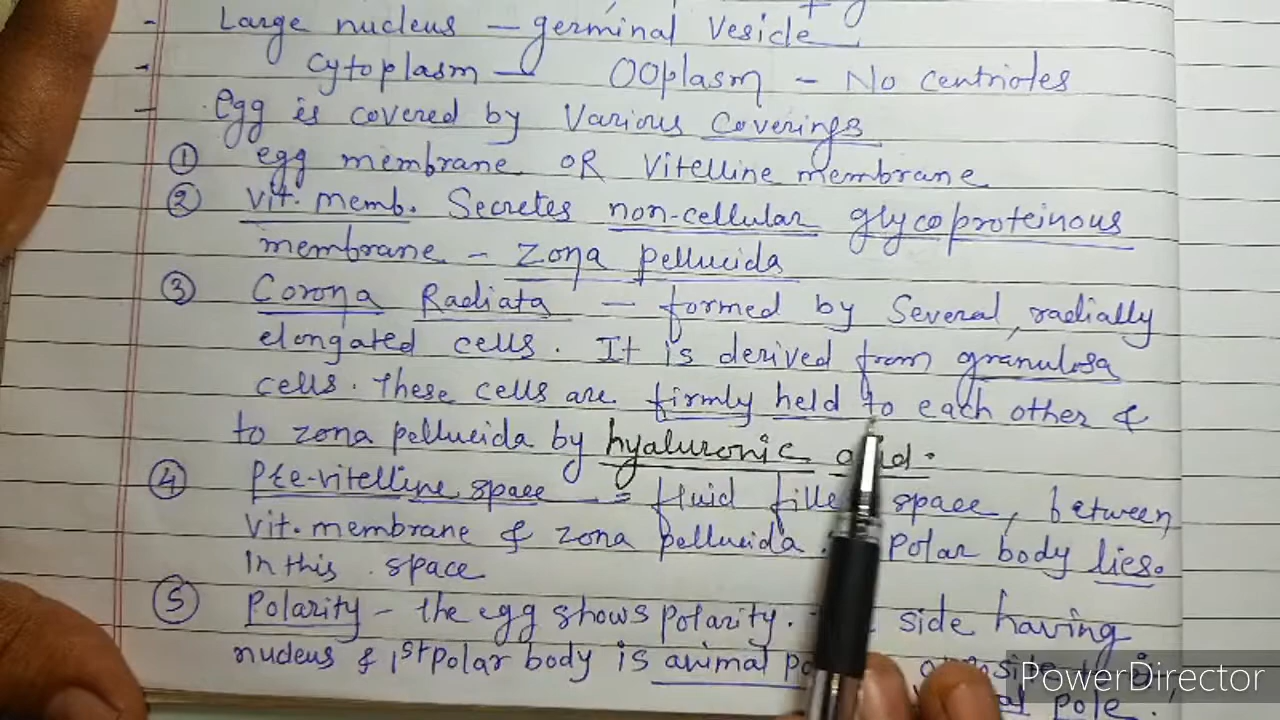 - Large nucleus - germinal Vesicle
- Cytoplasm - Ooplasm - No centrioles
- egg is covered by Various Coverings
① egg membrane OR Vitelline membrane
② Vit. memb. Secretes non-cellular glycoproteinous
membrane - Zona pellucida
③ Corona Radiata - formed by Several, radially
elongated cells. It is derived from granulosa
cells. These cells are firmly held to each other &
to zona pellucida by hyaluronic
④ Pre-vitelline space = fluid space, between
Vit. membrane & zona pellucida. Polar body lies
In this space
⑤ Polarity - the egg shows polarity. side having
nucleus & 1st polar body is animal
pole.
PowerDirector